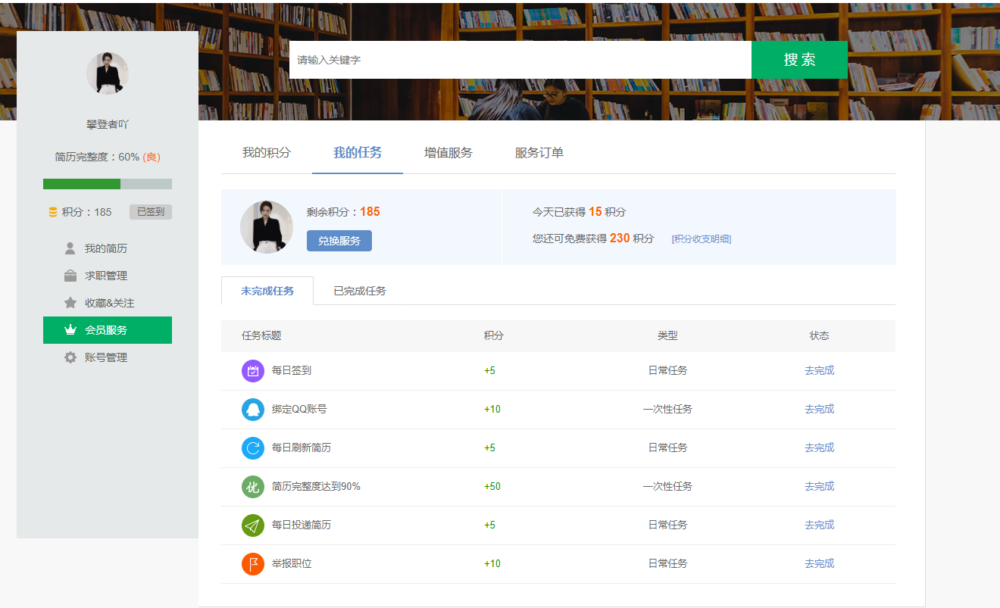 请输入关键字
搜索
攀登者吖
简历完整度：60% (良)
积分：185 已签到
我的简历
求职管理
收藏&关注
会员服务
账号管理
我的积分 我的任务 增值服务 服务订单
剩余积分：185
兑换服务
今天已获得 15 积分
您还可免费获得 230 积分 [积分收支明细]
未完成任务 已完成任务
任务标题 积分 类型 状态
每日签到 +5 日常任务 去完成
绑定QQ账号 +10 一次性任务 去完成
每日刷新简历 +5 日常任务 去完成
优 简历完整度达到90% +50 一次性任务 去完成
每日投递简历 +5 日常任务 去完成
举报职位 +10 日常任务 去完成